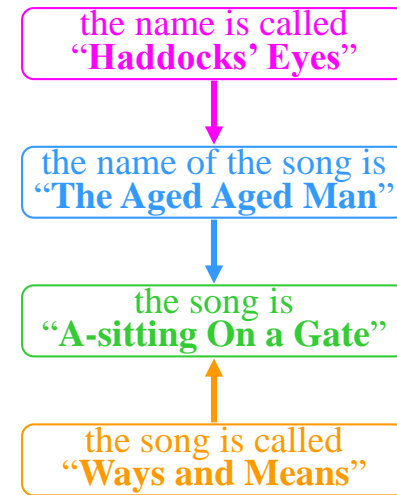 the name is called
“Haddocks’ Eyes”
the name of the song is
“The Aged Aged Man”
the song is
“A-sitting On a Gate”
the song is called
“Ways and Means”